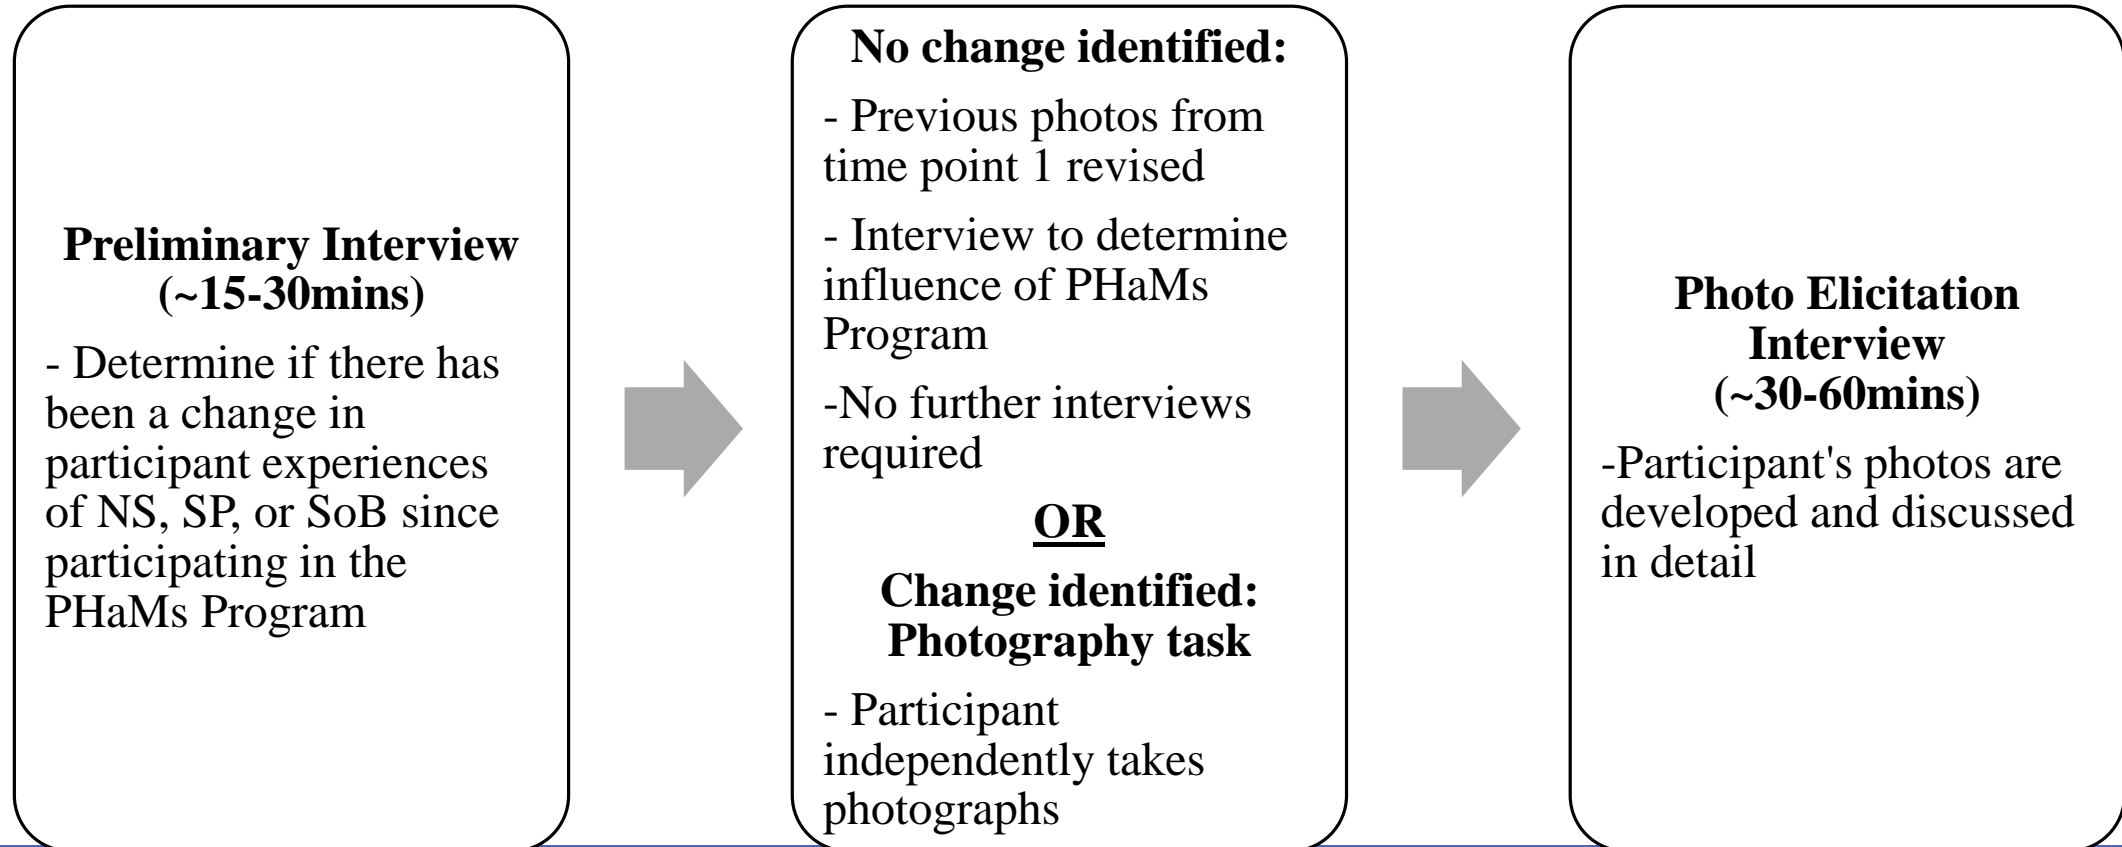 Preliminary Interview
(~15-30mins)
- Determine if there has
been a change in
participant experiences
of NS, SP, or SoB since
participating in the
PHaMs Program
No change identified:
- Previous photos from
time point 1 revised
- Interview to determine
influence of PHaMs
Program
-No further interviews
required
OR
Change identified:
Photography task
- Participant
independently takes
photographs
Photo Elicitation
Interview
(~30-60mins)
-Participant's photos are
developed and discussed
in detail